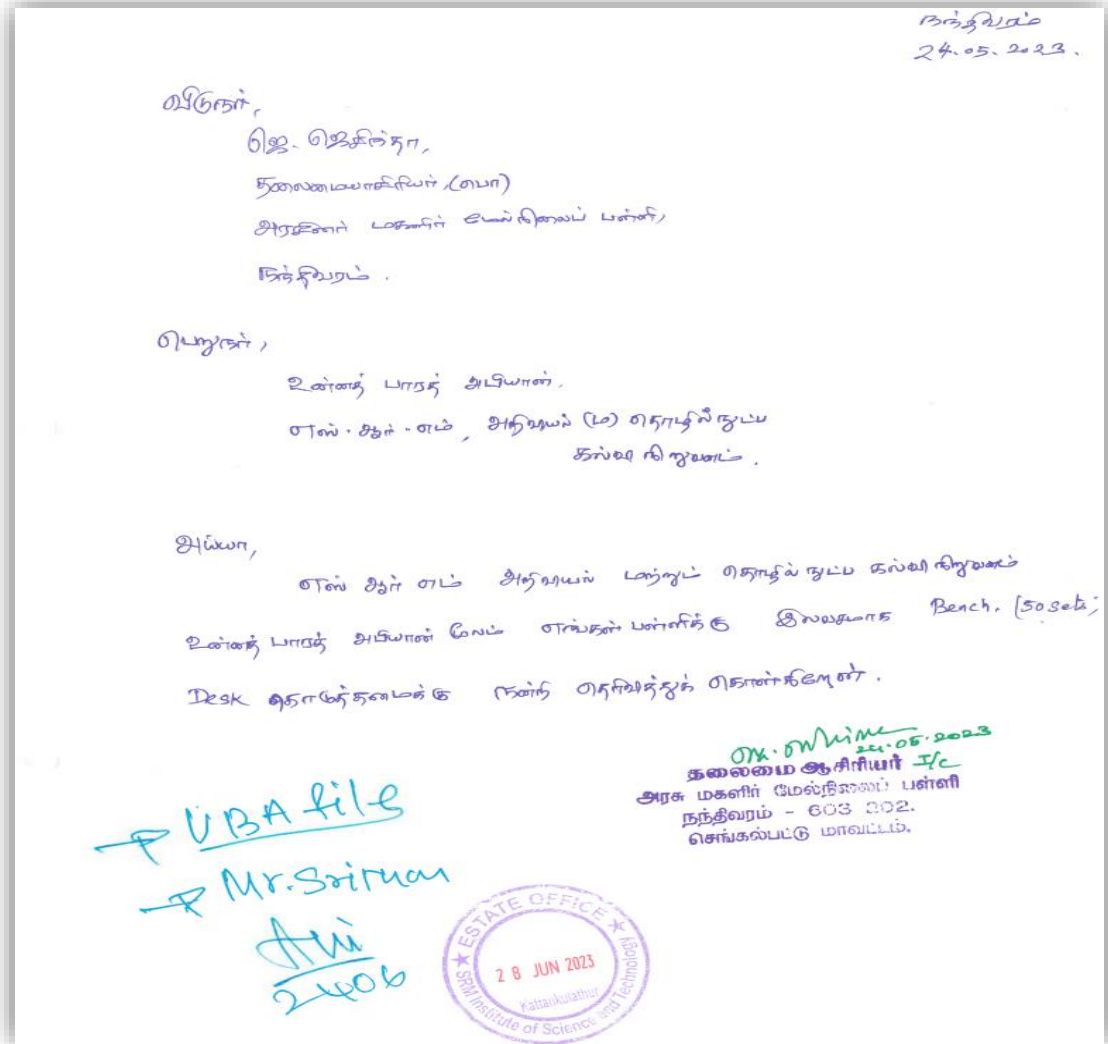 நந்திவரம்
24.05.2023.
விடுநர்,
ஜெ. ஜெசிந்தா,
தலைமையாசிரியர், (பொ)
அரசினர் மகளிர் மேல்நிலைப் பள்ளி,
நந்திவரம்.
பெறுநர்,
உன்னத் பாரத் அபியான்.
எஸ்.ஆர்.எம், அறிவியல் (ம) தொழில் நுட்ப
கல்வி நிறுவனம்.
அய்யா,
எஸ் ஆர் எம் அறிவியல் மற்றும் தொழில் நுட்ப கல்வி நிறுவனம்
உன்னத் பாரத் அபியான் மூலம் எங்கள் பள்ளிக்கு இலவசமாக Bench, (50 sets)
Desk கொடுத்தமைக்கு நன்றி தெரிவித்துக் கொள்கிறேன்.
24.05.2023
தலைமை ஆசிரியர் I/c
அரசு மகளிர் மேல்நிலைப் பள்ளி
நந்திவரம் - 603 202.
செங்கல்பட்டு மாவட்டம்.
→ UBA file
→ Mr.
2406
★ ESTATE OFFICE ★
28 JUN 2023
Kattankulathur
SRM Institute of Science and Technology